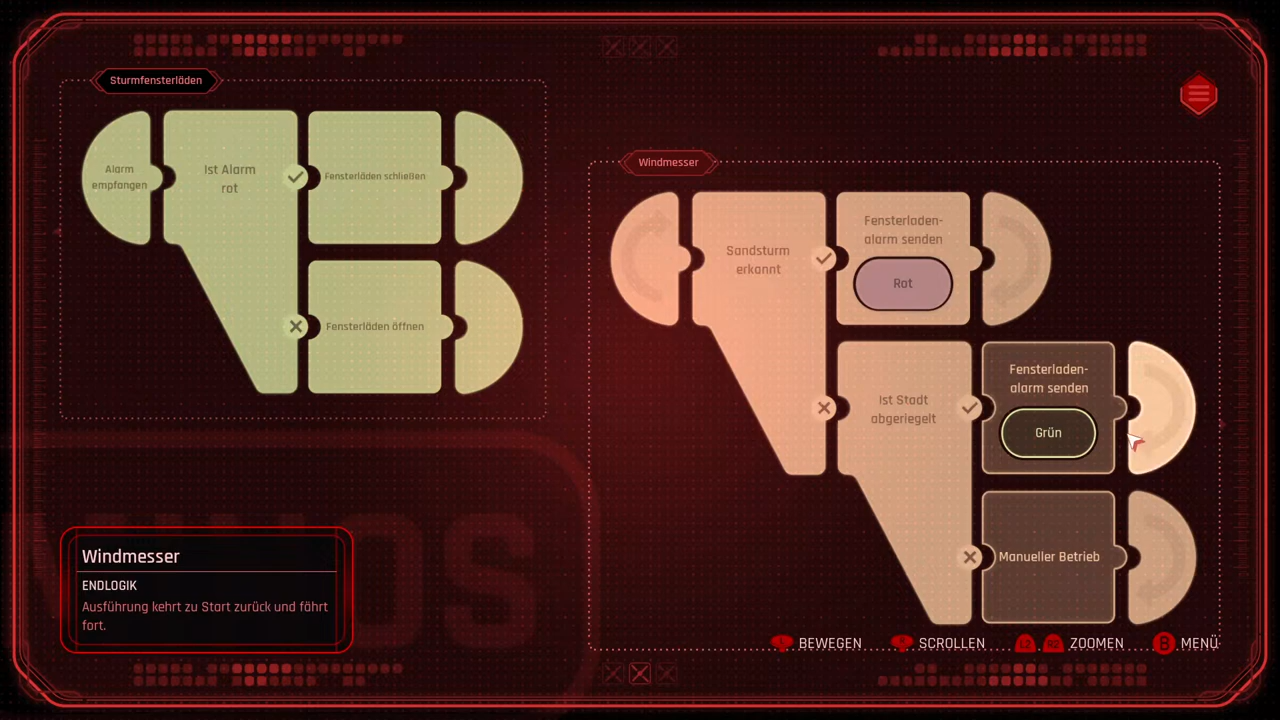 Sturmfensterläden
Alarm
empfangen
Ist Alarm
rot
Fensterläden schließen
Fensterläden öffnen
Windmesser
Sandsturm
erkannt
Fensterladen-
alarm senden
Rot
Ist Stadt
abgeriegelt
Fensterladen-
alarm senden
Grün
Manueller Betrieb
Windmesser
ENDLOGIK
Ausführung kehrt zu Start zurück und fährt
fort.
L BEWEGEN R SCROLLEN L2 R2 ZOOMEN B MENÜ